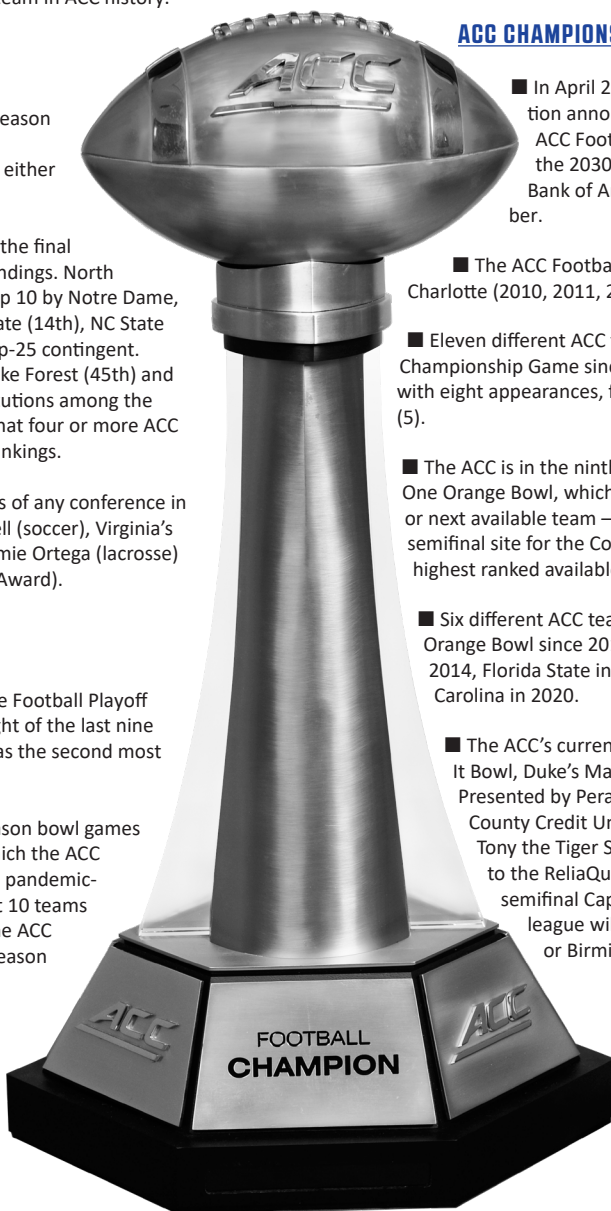 team in ACC history.
eason
either
the final
ndings. North
p 10 by Notre Dame,
ate (14th), NC State
p-25 contingent.
ke Forest (45th) and
utions among the
hat four or more ACC
nkings.
s of any conference in
ell (soccer), Virginia's
mie Ortega (lacrosse)
Award).
e Football Playoff
ght of the last nine
as the second most
ason bowl games
hich the ACC
pandemic-
t 10 teams
he ACC
eason
ACC
FOOTBALL
CHAMPION
ACC
ACC
ACC CHAMPIONS
■ In April 2
tion anno
ACC Foot
the 2030
Bank of A
ber.
■ The ACC Footba
Charlotte (2010, 2011, 2
■ Eleven different ACC
Championship Game sinc
with eight appearances, f
(5).
■ The ACC is in the ninth
One Orange Bowl, which
or next available team –
semifinal site for the Co
highest ranked available
■ Six different ACC tea
Orange Bowl since 20
2014, Florida State in
Carolina in 2020.
■ The ACC's curren
It Bowl, Duke's Ma
Presented by Pera
County Credit Un
Tony the Tiger S
to the ReliaQu
semifinal Cap
league wil
or Birmi